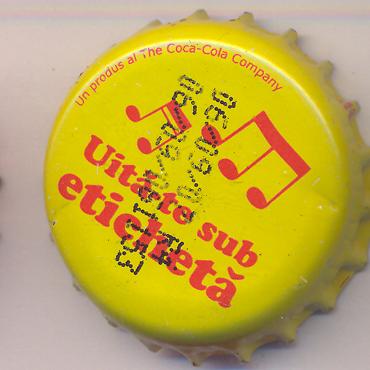 Un produs al The Coca-Cola Company
Uită-te sub
etichetă